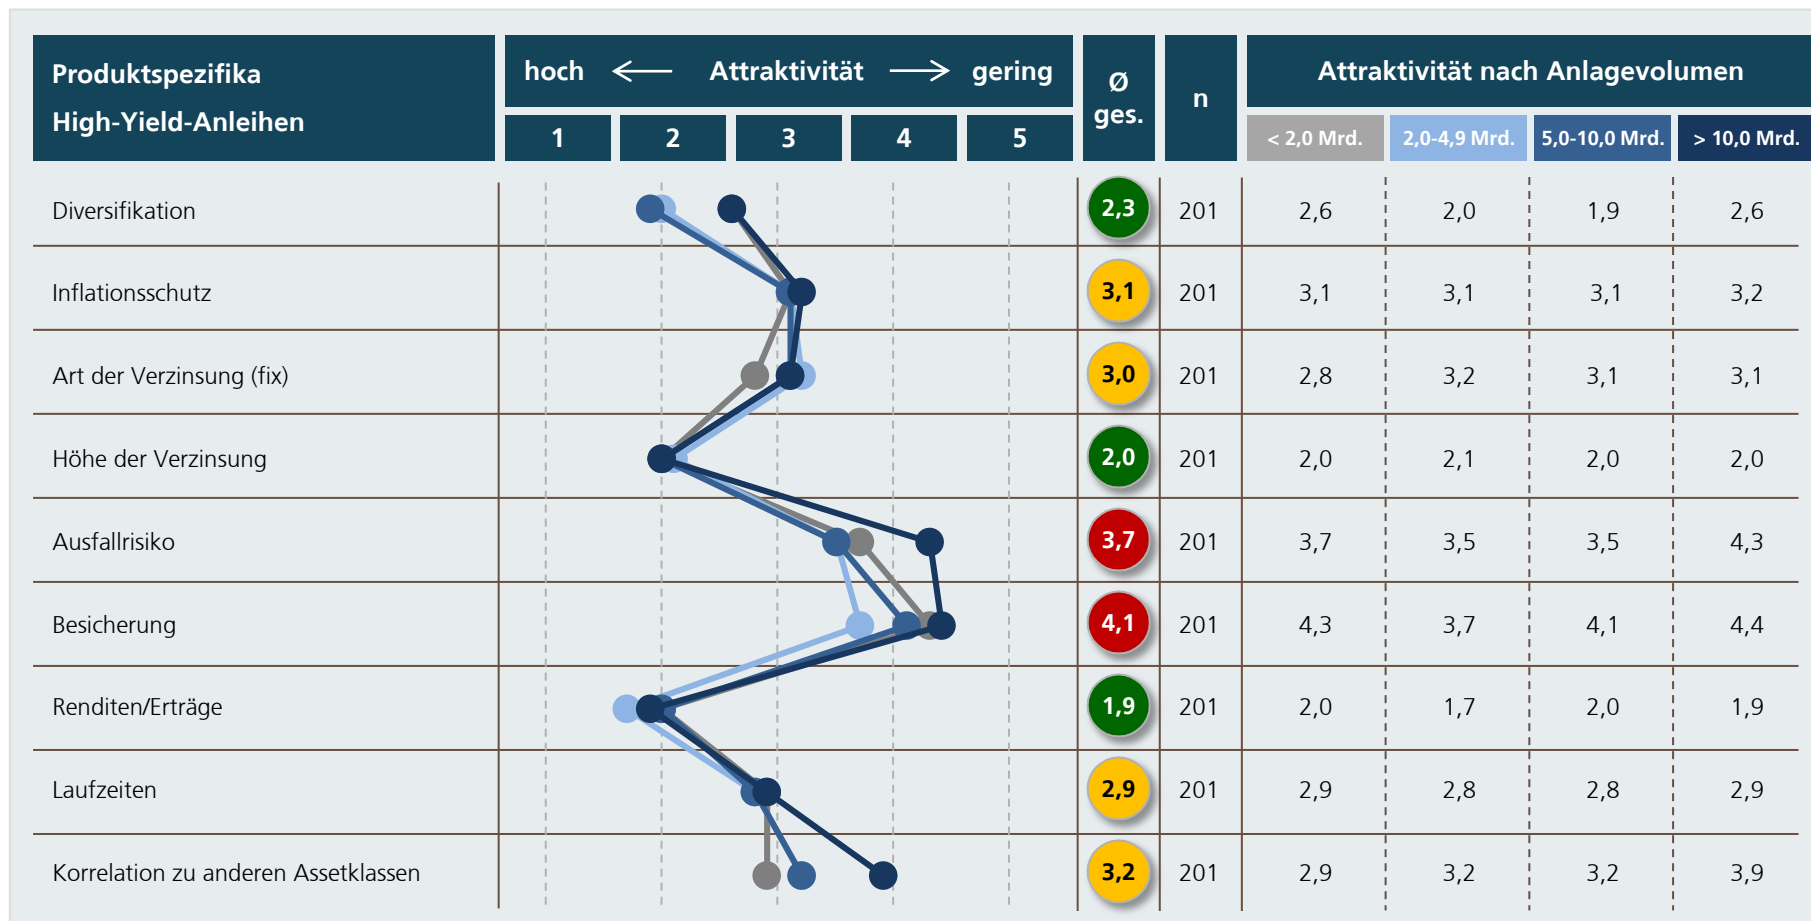 Produktspezifika
High-Yield-Anleihen
hoch ← Attraktivität → gering
1 2 3 4 5
Ø
ges.
n
Attraktivität nach Anlagevolumen
< 2,0 Mrd. 2,0-4,9 Mrd. 5,0-10,0 Mrd. > 10,0 Mrd.
Diversifikation 2,3 201 2,6 2,0 1,9 2,6
Inflationsschutz 3,1 201 3,1 3,1 3,1 3,2
Art der Verzinsung (fix) 3,0 201 2,8 3,2 3,1 3,1
Höhe der Verzinsung 2,0 201 2,0 2,1 2,0 2,0
Ausfallrisiko 3,7 201 3,7 3,5 3,5 4,3
Besicherung 4,1 201 4,3 3,7 4,1 4,4
Renditen/Erträge 1,9 201 2,0 1,7 2,0 1,9
Laufzeiten 2,9 201 2,9 2,8 2,8 2,9
Korrelation zu anderen Assetklassen 3,2 201 2,9 3,2 3,2 3,9